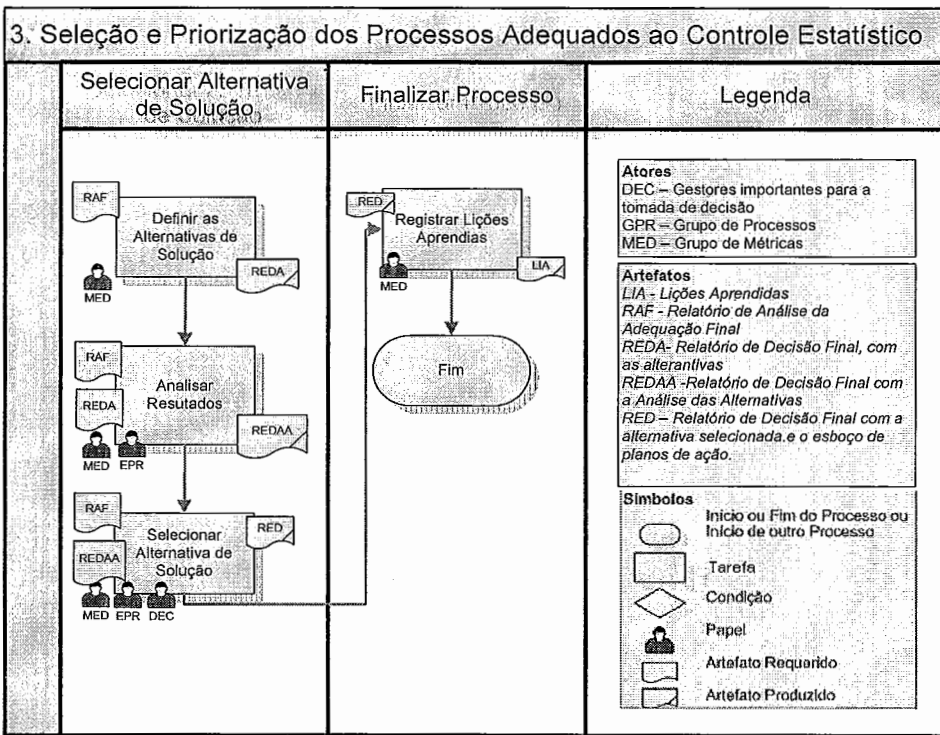 3. Seleção e Priorização dos Processos Adequados ao Controle Estatístico
Selecionar Alternativa
de Solução
Finalizar Processo
Legenda
RAF
Definir as
Alternativas de
Solução
REDA
MED
RAF
REDA
Analisar
Resutados
REDAA
MED
EPR
RAF
REDAA
Selecionar
Alternativa de
Solução
RED
MED
EPR
DEC
RED
Registrar Lições
Aprendias
LIA
MED
Fim
Atores
DEC – Gestores importantes para a
tomada de decisão
GPR – Grupo de Processos
MED – Grupo de Métricas
Artefatos
LIA - Lições Aprendidas
RAF - Relatório de Análise da
Adequação Final
REDA- Relatório de Decisão Final, com
as alterantivas
REDAA -Relatório de Decisão Final com
a Análise das Alternativas
RED – Relatório de Decisão Final com a
alternativa selecionada.e o esboço de
planos de ação.
Símbolos
Início ou Fim do Processo ou
Início de outro Processo
Tarefa
Condição
Papel
Artefato Requerido
Artefato Produzido